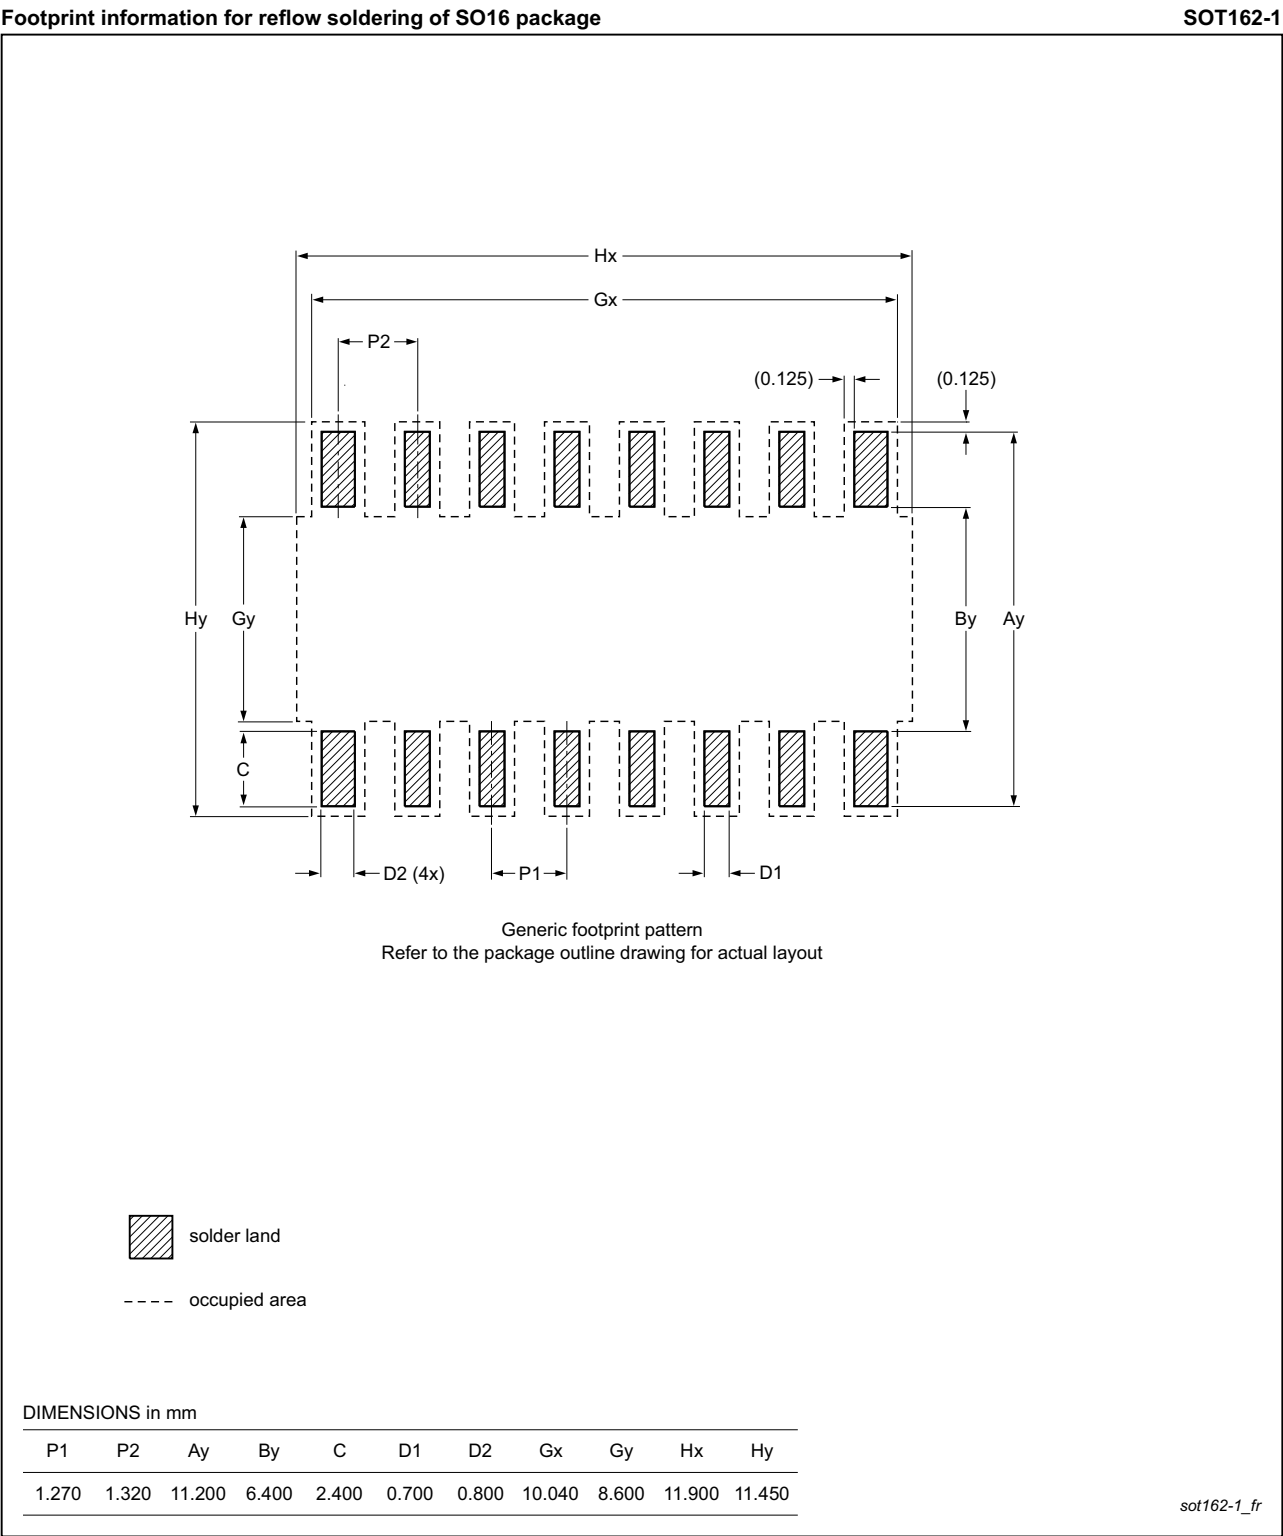 Footprint information for reflow soldering of SO16 package SOT162-1
Hx
Gx
P2
(0.125) (0.125)
Hy Gy By Ay
C
D2 (4x) P1 D1
Generic footprint pattern
Refer to the package outline drawing for actual layout
solder land
occupied area
DIMENSIONS in mm
P1 P2 Ay By C D1 D2 Gx Gy Hx Hy
1.270 1.320 11.200 6.400 2.400 0.700 0.800 10.040 8.600 11.900 11.450
sot162-1_fr